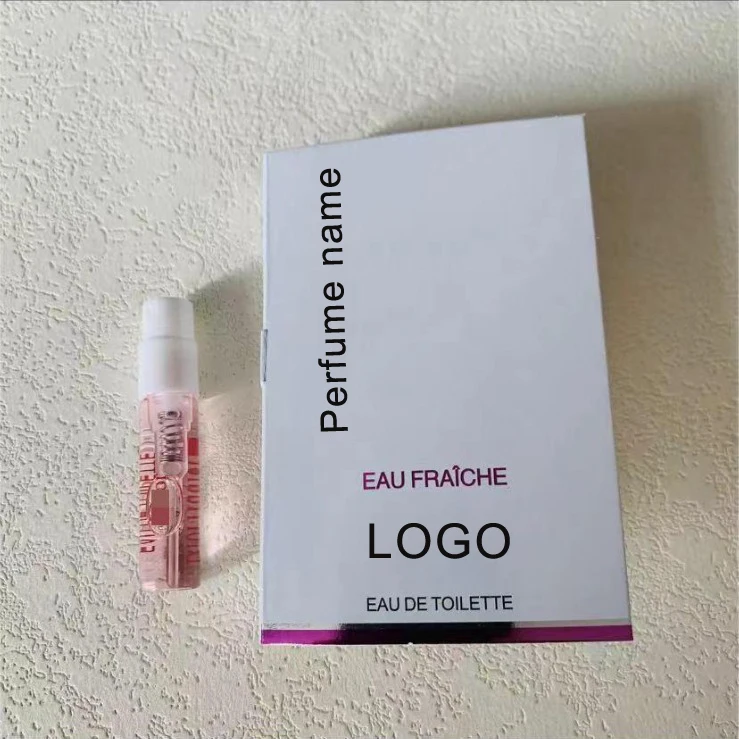 Perfume name
EAU FRAÎCHE
LOGO
EAU DE TOILETTE